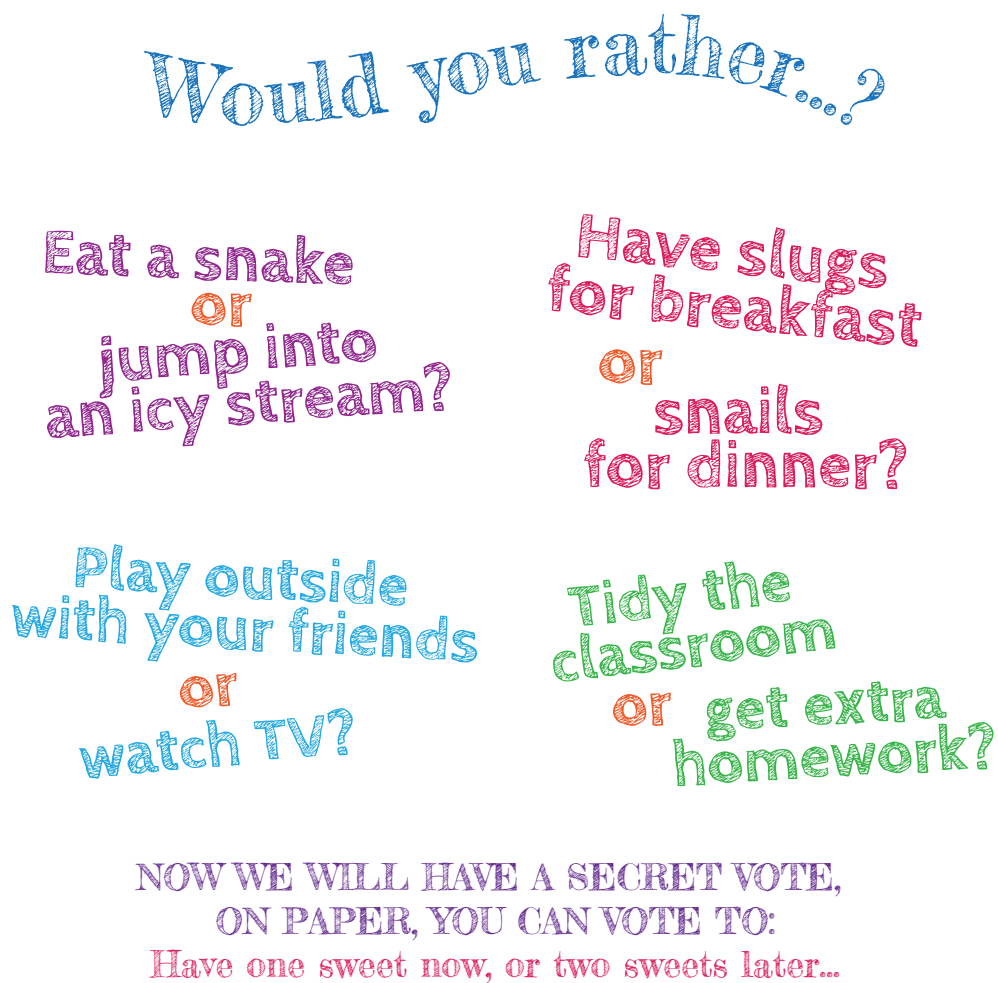 Would you rather...?
Eat a snake
or
jump into
an icy stream?
Have slugs
for breakfast
or
snails
for dinner?
Play outside
with your friends
or
watch TV?
Tidy the
classroom
or get extra
homework?
NOW WE WILL HAVE A SECRET VOTE,
ON PAPER, YOU CAN VOTE TO:
Have one sweet now, or two sweets later...